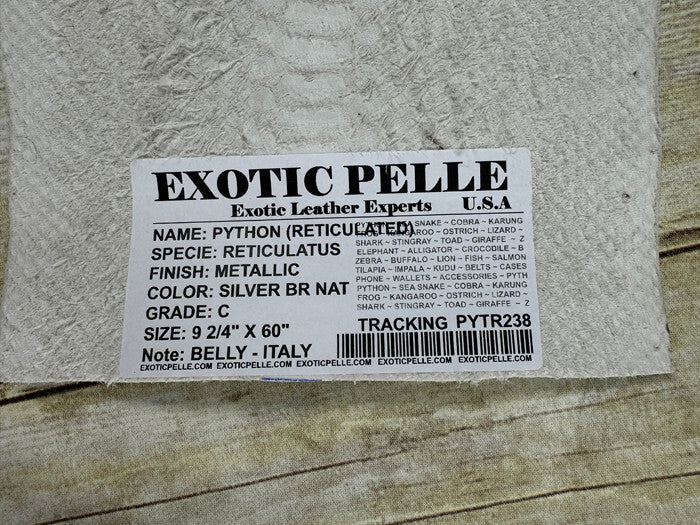 EXOTIC PELLE
Exotic Leather Experts U.S.A
NAME: PYTHON (RETICULATED)
SPECIE: RETICULATUS
FINISH: METALLIC
COLOR: SILVER BR NAT
GRADE: C
SIZE: 9 2/4" X 60"
Note: BELLY - ITALY
SNAKE ~ COBRA ~ KARUNG
FROG ~ KANGAROO ~ OSTRICH ~ LIZARD ~
SHARK ~ STINGRAY ~ TOAD ~ GIRAFFE ~ Z
ELEPHANT ~ ALLIGATOR ~ CROCODILE ~ B
ZEBRA ~ BUFFALO ~ LION ~ FISH ~ SALMON
TILAPIA ~ IMPALA ~ KUDU ~ BELTS ~ CASES
PHONE ~ WALLETS ~ ACCESSORIES ~ PYTH
PYTHON ~ SEA SNAKE ~ COBRA ~ KARUNG
FROG ~ KANGAROO ~ OSTRICH ~ LIZARD ~
SHARK ~ STINGRAY ~ TOAD ~ GIRAFFE ~ Z
TRACKING PYTR238
EXOTICPELLE.COM EXOTICPELLE.COM EXOTICPELLE.COM EXOTICPELLE.COM EXOTICPELLE.COM